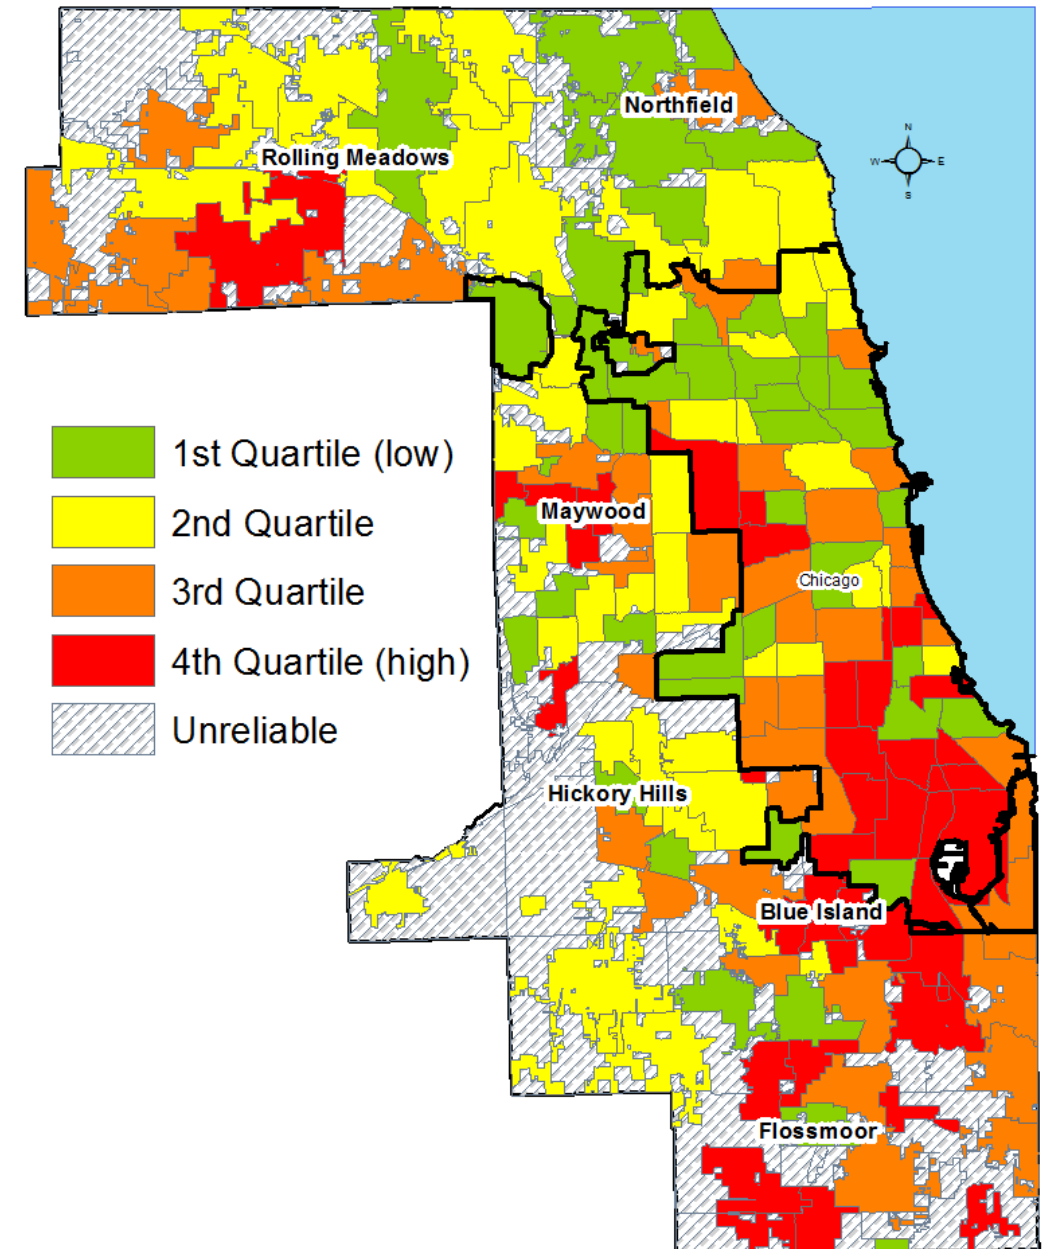 Northfield
N
W
E
S
Rolling Meadows
1st Quartile (low)
2nd Quartile
Maywood
3rd Quartile
Chicago
4th Quartile (high)
Unreliable
Hickory Hills
Blue Island
Flossmoor